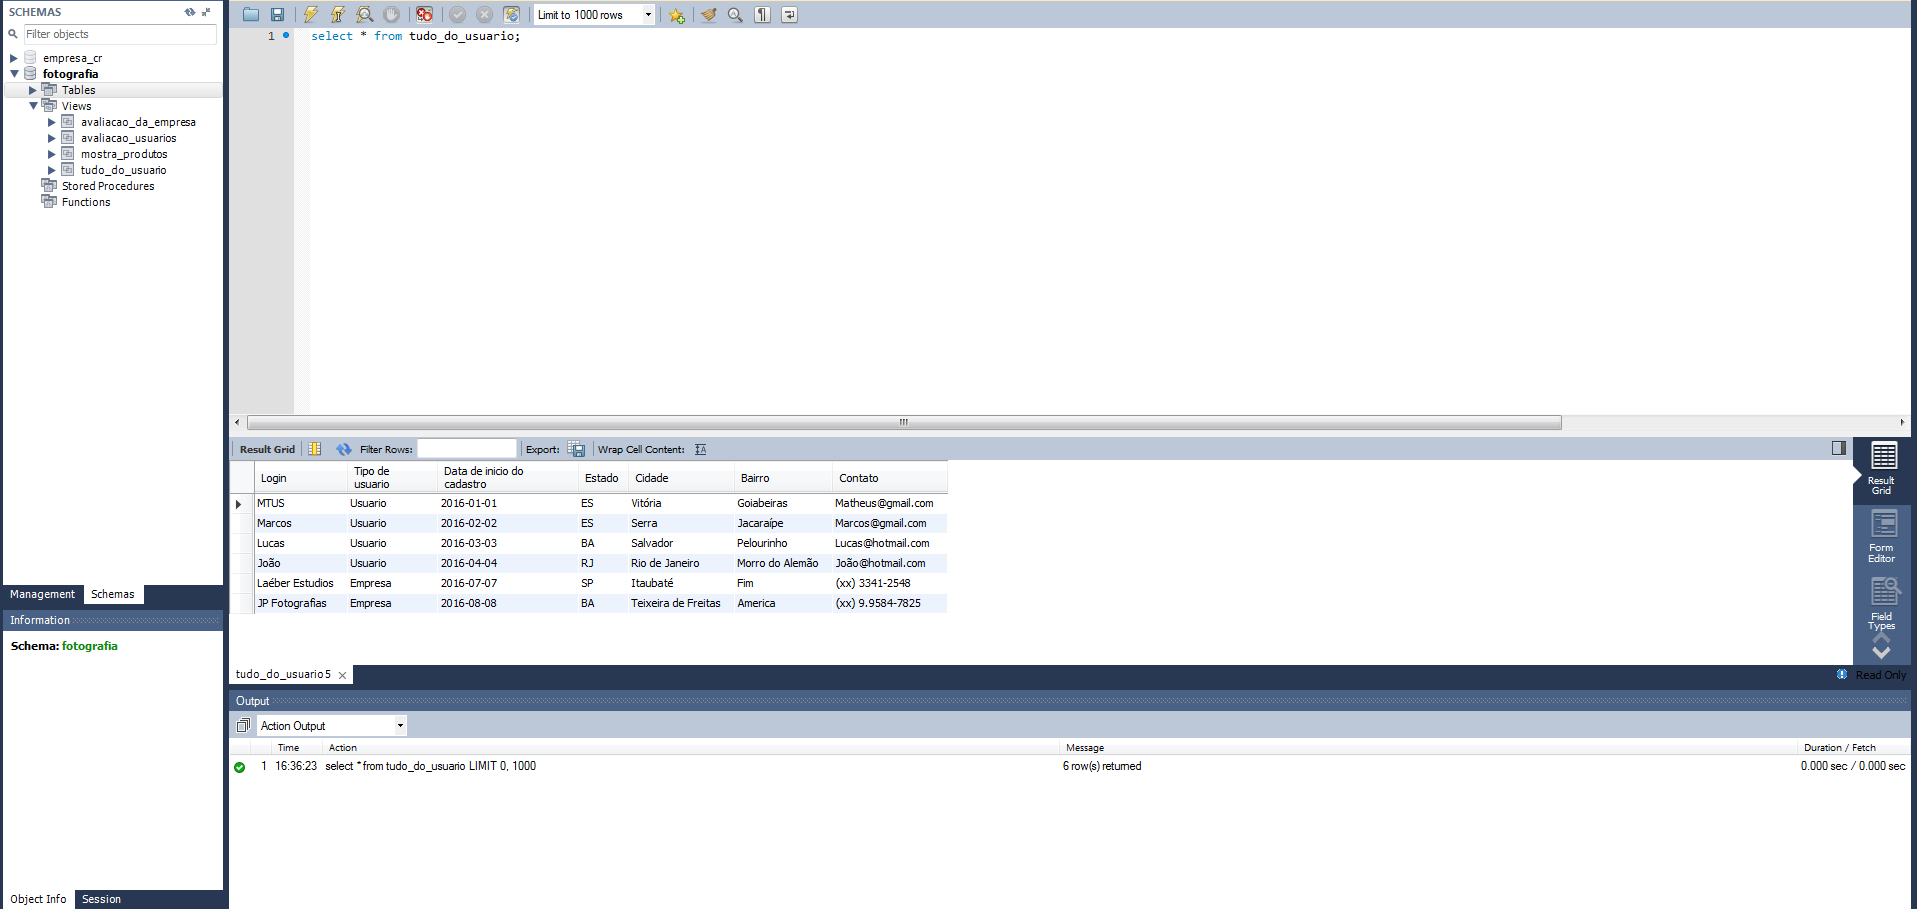 SCHEMAS
Filter objects
empresa_cr
fotografia
Tables
Views
avaliacao_da_empresa
avaliacao_usuarios
mostra_produtos
tudo_do_usuario
Stored Procedures
Functions
Management Schemas
Information
Schema: fotografia
Object Info Session
Limit to 1000 rows
1 select * from tudo_do_usuario;
Result Grid Filter Rows: Export: Wrap Cell Content:
Login Tipo de usuario Data de inicio do cadastro Estado Cidade Bairro Contato
MTUS Usuario 2016-01-01 ES Vitória Goiabeiras Matheus@gmail.com
Marcos Usuario 2016-02-02 ES Serra Jacaraípe Marcos@gmail.com
Lucas Usuario 2016-03-03 BA Salvador Pelourinho Lucas@hotmail.com
João Usuario 2016-04-04 RJ Rio de Janeiro Morro do Alemão João@hotmail.com
Laéber Estudios Empresa 2016-07-07 SP Itaubaté Fim (xx) 3341-2548
JP Fotografias Empresa 2016-08-08 BA Teixeira de Freitas America (xx) 9.9584-7825
Result
Grid
Form
Editor
Field
Types
tudo_do_usuario5 Read Only
Output
Action Output
Time Action Message Duration / Fetch
1 16:36:23 select * from tudo_do_usuario LIMIT 0, 1000 6 row(s) returned 0.000 sec / 0.000 sec